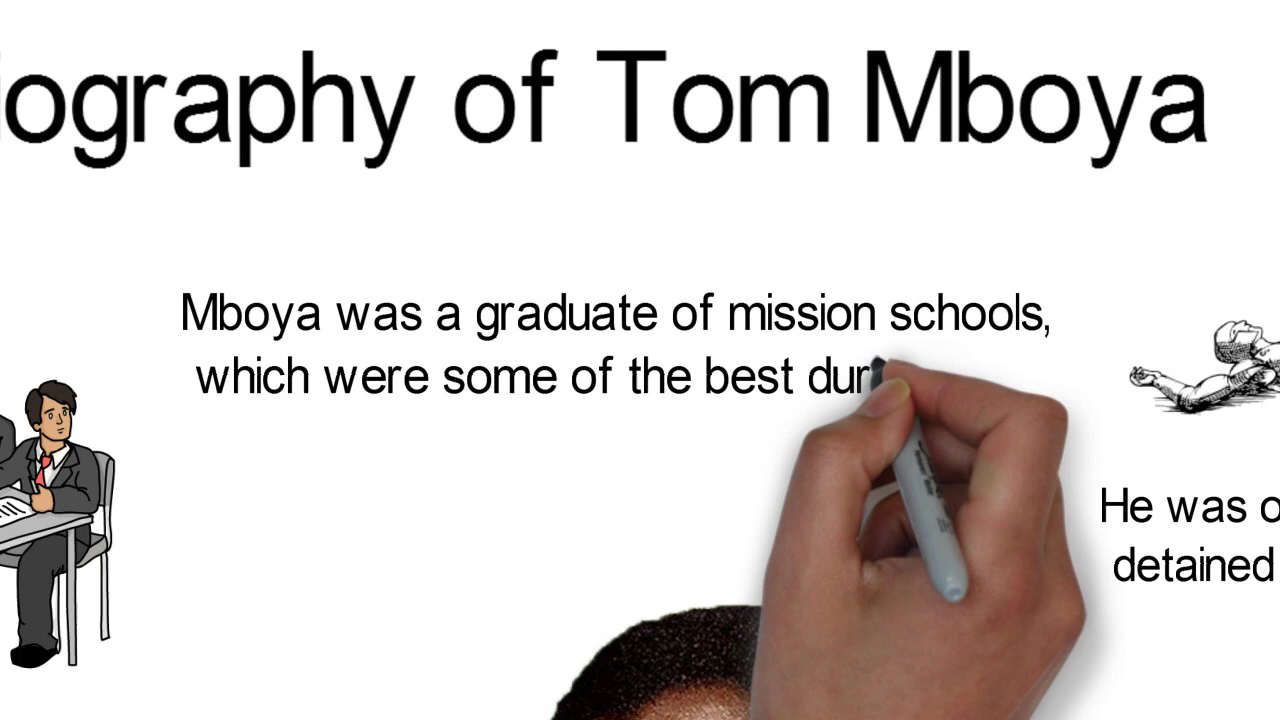 iography of Tom Mboya
Mboya was a graduate of mission schools,
which were some of the best dur
He was o
detained